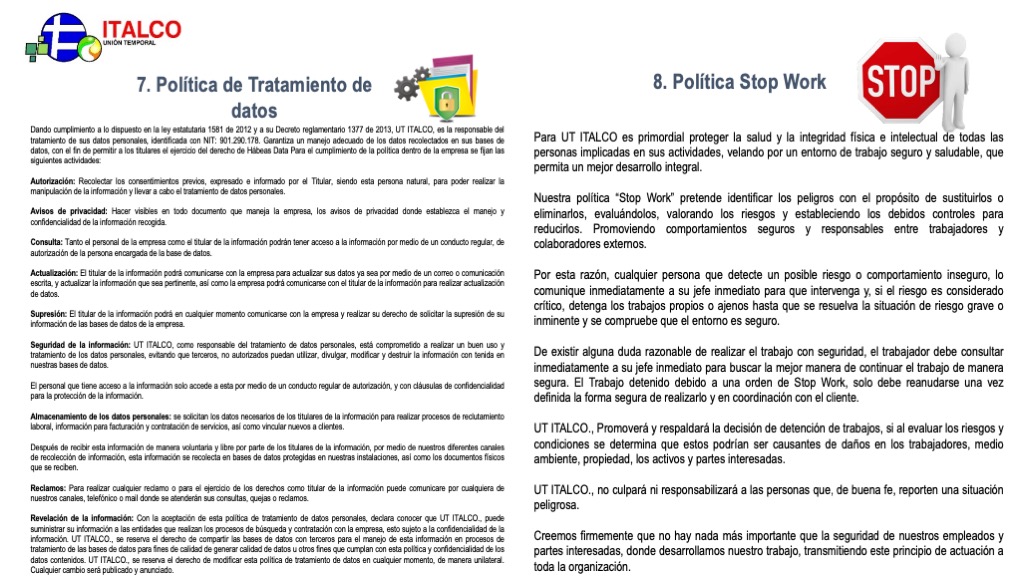 ITALCO
UNIÓN TEMPORAL
7. Política de Tratamiento de
datos
Dando cumplimiento a lo dispuesto en la ley estatutaria 1581 de 2012 y a su Decreto reglamentario 1377 de 2013, UT ITALCO, es la responsable del
tratamiento de sus datos personales, identificada con NIT: 901.290.178. Garantiza un manejo adecuado de los datos recolectados en sus bases de
datos, con el fin de permitir a los titulares el ejercicio del derecho de Hábeas Data Para el cumplimiento de la política dentro de la empresa se fijan las
siguientes actividades:
Autorización: Recolectar los consentimientos previos, expresado e informado por el Titular, siendo esta persona natural, para poder realizar la
manipulación de la información y llevar a cabo el tratamiento de datos personales.
Avisos de privacidad: Hacer visibles en todo documento que maneja la empresa, los avisos de privacidad donde establezca el manejo y
confidencialidad de la información recogida.
Consulta: Tanto el personal de la empresa como el titular de la información podrán tener acceso a la información por medio de un conducto regular, de
autorización de la persona encargada de la base de datos.
Actualización: El titular de la información podrá comunicarse con la empresa para actualizar sus datos ya sea por medio de un correo o comunicación
escrita, y actualizar la información que sea pertinente, así como la empresa podrá comunicarse con el titular de la información para realizar actualización
de datos.
Supresión: El titular de la información podrá en cualquier momento comunicarse con la empresa y realizar su derecho de solicitar la supresión de su
información de las bases de datos de la empresa.
Seguridad de la información: UT ITALCO, como responsable del tratamiento de datos personales, está comprometido a realizar un buen uso y
tratamiento de los datos personales, evitando que terceros, no autorizados puedan utilizar, divulgar, modificar y destruir la información con tenida en
nuestras bases de datos.
El personal que tiene acceso a la información solo accede a esta por medio de un conducto regular de autorización, y con cláusulas de confidencialidad
para la protección de la información.
Almacenamiento de los datos personales: se solicitan los datos necesarios de los titulares de la información para realizar procesos de reclutamiento
laboral, información para facturación y contratación de servicios, así como vincular nuevos a clientes.
Después de recibir esta información de manera voluntaria y libre por parte de los titulares de la información, por medio de nuestros diferentes canales
de recolección de información, esta información se recolecta en bases de datos protegidas en nuestras instalaciones, así como los documentos físicos
que se reciben.
Reclamos: Para realizar cualquier reclamo o para el ejercicio de los derechos como titular de la información puede comunicare por cualquiera de
nuestros canales, telefónico o mail donde se atenderán sus consultas, quejas o reclamos.
Revelación de la información: Con la aceptación de esta política de tratamiento de datos personales, declara conocer que UT ITALCO., puede
suministrar su información a las entidades que realizan los procesos de búsqueda y contratación con la empresa, esto sujeto a la confidencialidad de la
información. UT ITALCO., se reserva el derecho de compartir las bases de datos con terceros para el manejo de esta información en procesos de
tratamiento de las bases de datos para fines de calidad de generar calidad de datos u otros fines que cumplan con esta política y confidencialidad de los
datos contenidos. UT ITALCO., se reserva el derecho de modificar esta política de tratamiento de datos en cualquier momento, de manera unilateral.
Cualquier cambio será publicado y anunciado.
8. Política Stop Work
STOP
Para UT ITALCO es primordial proteger la salud y la integridad física e intelectual de todas las
personas implicadas en sus actividades, velando por un entorno de trabajo seguro y saludable, que
permita un mejor desarrollo integral.
Nuestra política “Stop Work” pretende identificar los peligros con el propósito de sustituirlos o
eliminarlos, evaluándolos, valorando los riesgos y estableciendo los debidos controles para
reducirlos. Promoviendo comportamientos seguros y responsables entre trabajadores y
colaboradores externos.
Por esta razón, cualquier persona que detecte un posible riesgo o comportamiento inseguro, lo
comunique inmediatamente a su jefe inmediato para que intervenga y, si el riesgo es considerado
crítico, detenga los trabajos propios o ajenos hasta que se resuelva la situación de riesgo grave o
inminente y se compruebe que el entorno es seguro.
De existir alguna duda razonable de realizar el trabajo con seguridad, el trabajador debe consultar
inmediatamente a su jefe inmediato para buscar la mejor manera de continuar el trabajo de manera
segura. El Trabajo detenido debido a una orden de Stop Work, solo debe reanudarse una vez
definida la forma segura de realizarlo y en coordinación con el cliente.
UT ITALCO., Promoverá y respaldará la decisión de detención de trabajos, si al evaluar los riesgos y
condiciones se determina que estos podrían ser causantes de daños en los trabajadores, medio
ambiente, propiedad, los activos y partes interesadas.
UT ITALCO., no culpará ni responsabilizará a las personas que, de buena fe, reporten una situación
peligrosa.
Creemos firmemente que no hay nada más importante que la seguridad de nuestros empleados y
partes interesadas, donde desarrollamos nuestro trabajo, transmitiendo este principio de actuación a
toda la organización.